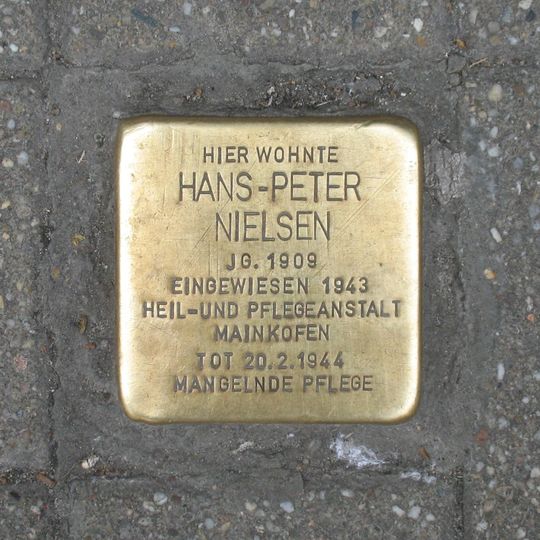 HIER WOHNTE
HANS-PETER
NIELSEN
JG. 1909
EINGEWIESEN 1943
HEIL-UND PFLEGEANSTALT
MAINKOFEN
TOT 20.2.1944
MANGELNDE PFLEGE